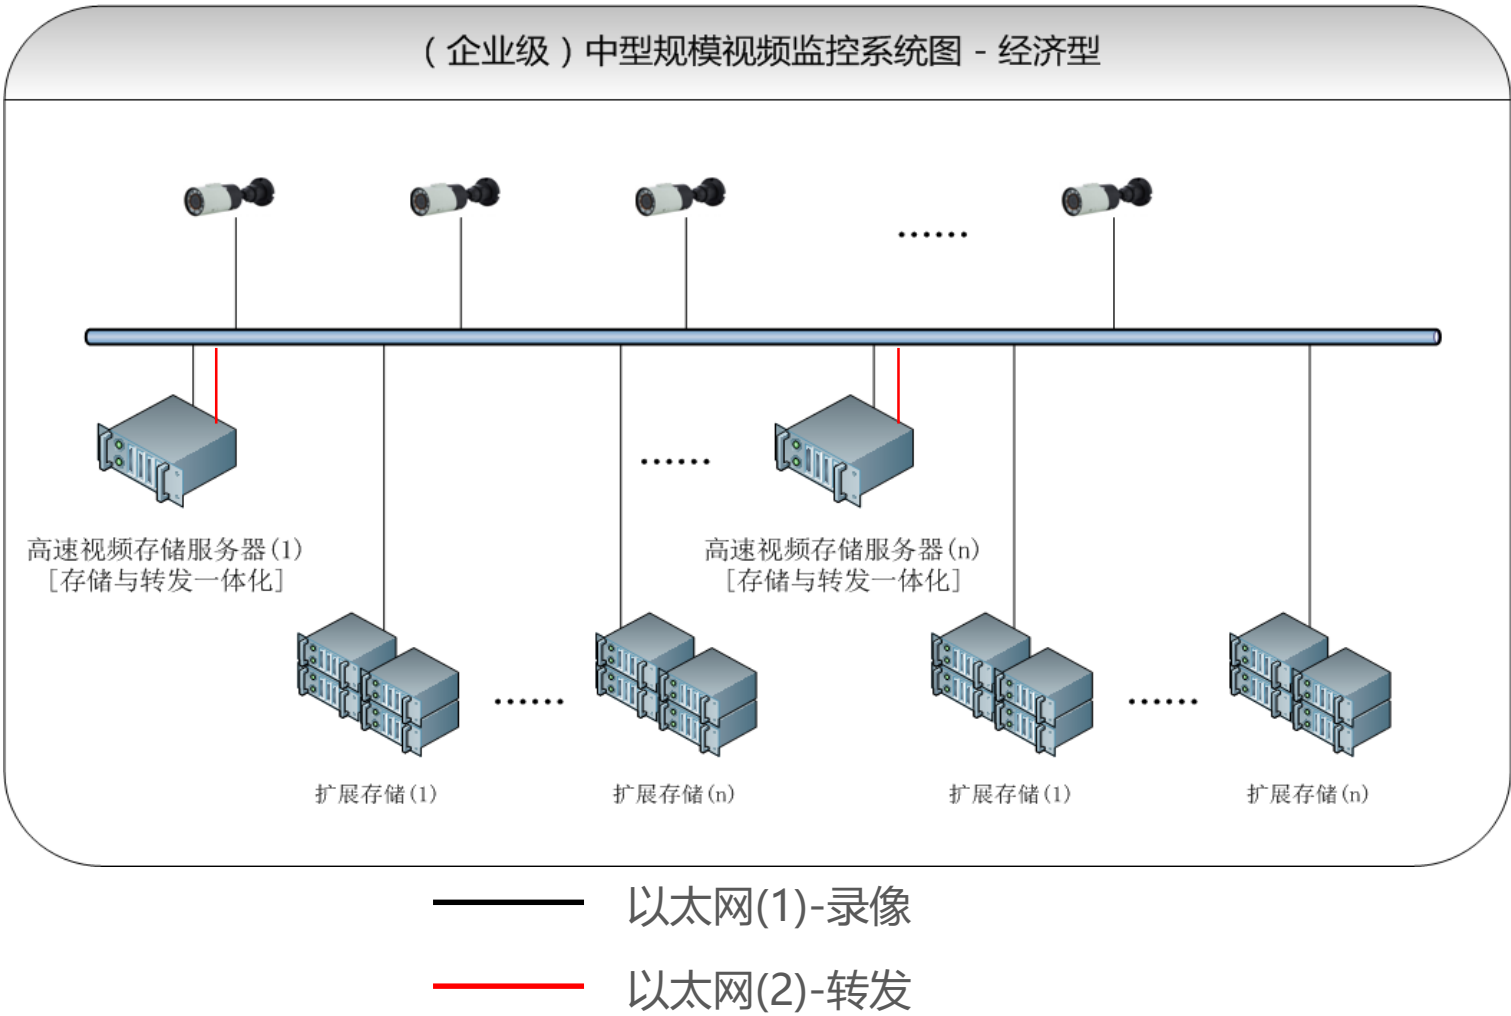 （企业级）中型规模视频监控系统图 - 经济型
......
......
高速视频存储服务器(1)
[存储与转发一体化]
高速视频存储服务器(n)
[存储与转发一体化]
......
......
扩展存储(1)
扩展存储(n)
扩展存储(1)
扩展存储(n)
以太网(1)-录像
以太网(2)-转发